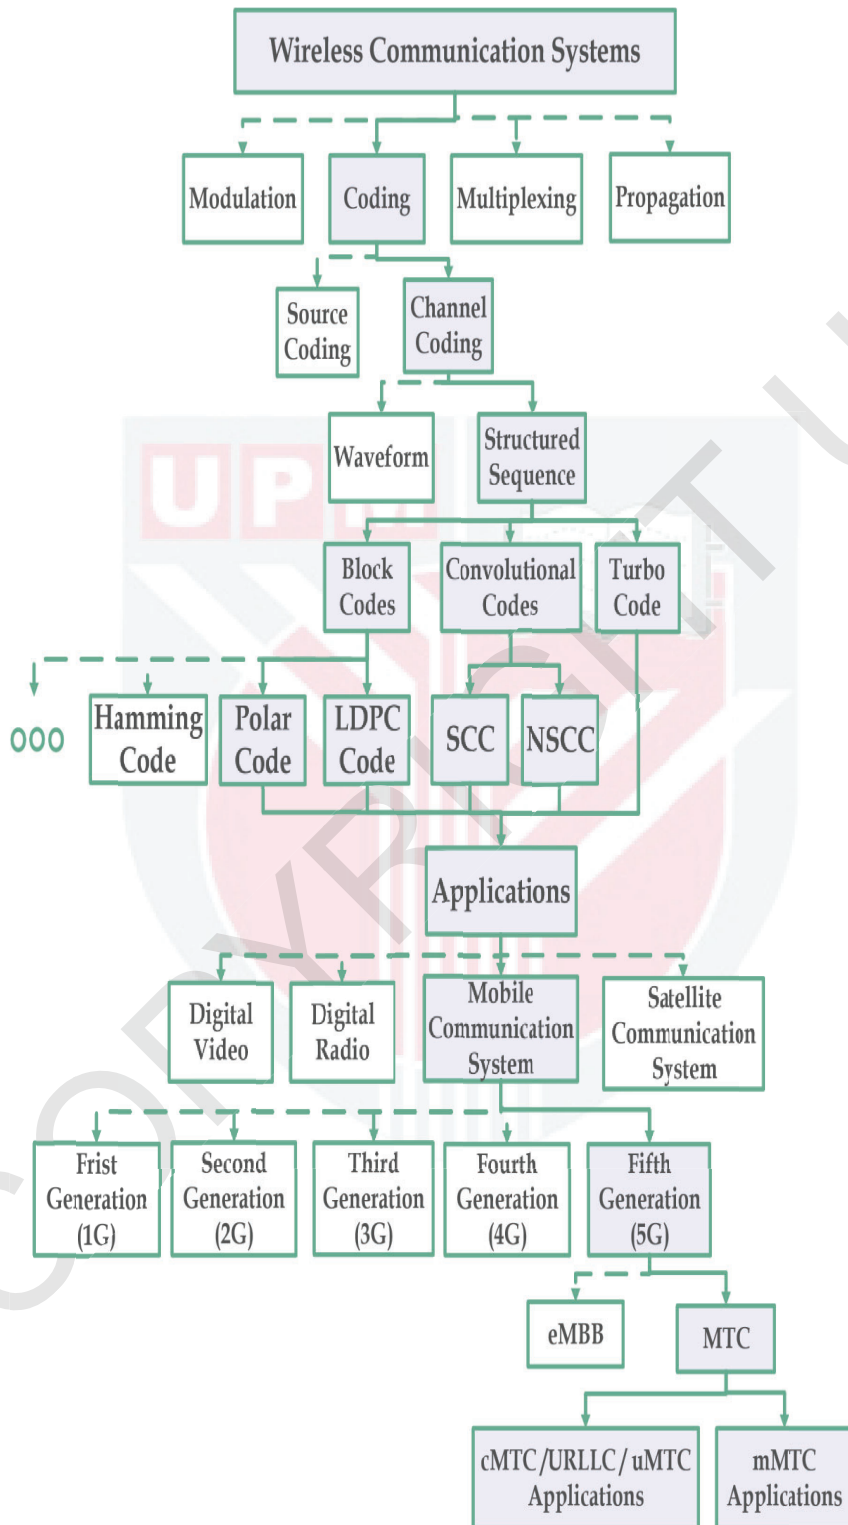 Wireless Communication Systems
Modulation
Coding
Multiplexing
Propagation
Source
Coding
Channel
Coding
Waveform
Structured
Sequence
UPM
Block
Codes
Convolutional
Codes
Turbo
Code
ooo
Hamming
Code
Polar
Code
LDPC
Code
SCC
NSCC
Applications
Digital
Video
Digital
Radio
Mobile
Communication
System
Satellite
Communication
System
Frist
Generation
(1G)
Second
Generation
(2G)
Third
Generation
(3G)
Fourth
Generation
(4G)
Fifth
Generation
(5G)
eMBB
MTC
cMTC/URLLC/uMTC
Applications
mMTC
Applications
COPYRIGHT U